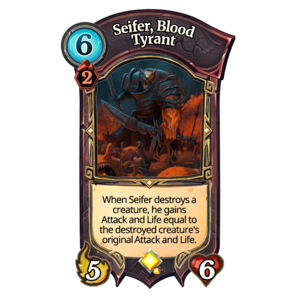 6
Seifer, Blood
Tyrant
2
When Seifer destroys a
creature, he gains
Attack and Life equal to
the destroyed creature's
original Attack and Life.
5
6